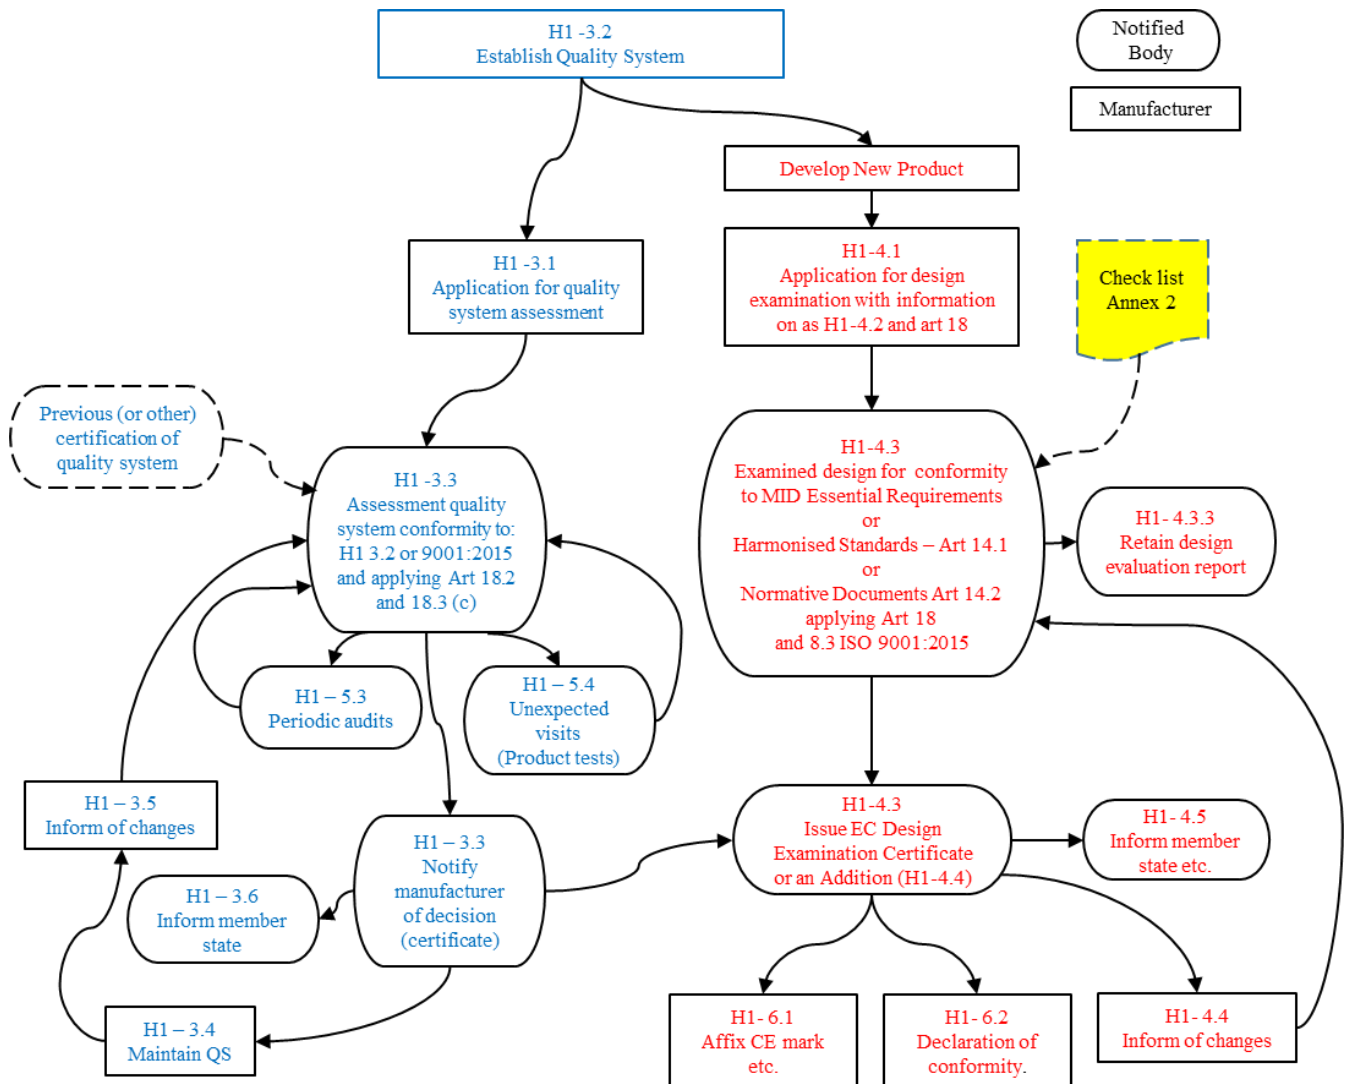 H1 -3.2
Establish Quality System
Notified
Body
Manufacturer
Develop New Product
H1 -3.1
Application for quality
system assessment
H1-4.1
Application for design
examination with information
on as H1-4.2 and art 18
Check list
Annex 2
Previous (or other)
certification of
quality system
H1 -3.3
Assessment quality
system conformity to:
H1 3.2 or 9001:2015
and applying Art 18.2
and 18.3 (c)
H1-4.3
Examined design for conformity
to MID Essential Requirements
or
Harmonised Standards – Art 14.1
or
Normative Documents Art 14.2
applying Art 18
and 8.3 ISO 9001:2015
H1- 4.3.3
Retain design
evaluation report
H1 – 5.3
Periodic audits
H1 – 5.4
Unexpected
visits
(Product tests)
H1 – 3.5
Inform of changes
H1 – 3.3
Notify
manufacturer
of decision
(certificate)
H1-4.3
Issue EC Design
Examination Certificate
or an Addition (H1-4.4)
H1- 4.5
Inform member
state etc.
H1 – 3.6
Inform member
state
H1 – 3.4
Maintain QS
H1- 6.1
Affix CE mark
etc.
H1- 6.2
Declaration of
conformity.
H1- 4.4
Inform of changes